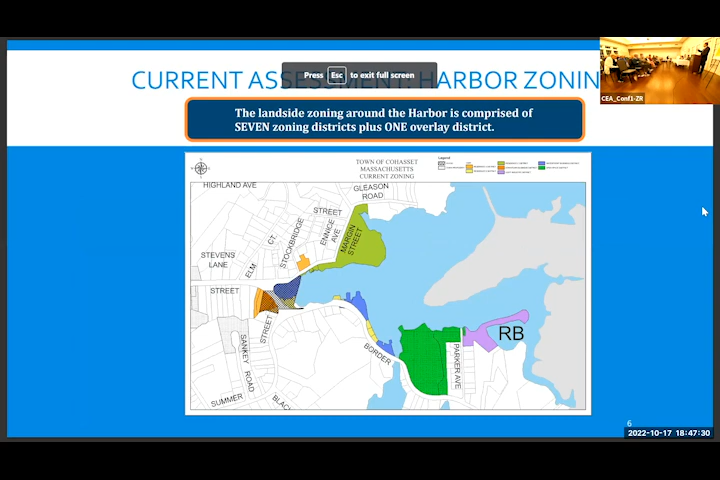 CURRENT ASSESSMENT: HARBOR ZONIN
Press Esc to exit full screen
CEA_Conf1-ZR
The landside zoning around the Harbor is comprised of
SEVEN zoning districts plus ONE overlay district.
TOWN OF COHASSET
MASSACHUSETTS
CURRENT ZONING
Legend
HIGHLAND AVE
GLEASON
ROAD
STREET
ENNICE
AVE
MARGIN
STREET
STOCKBRIDGE
CT.
ELM
STEVENS
LANE
STREET
STREET
SANKEY
ROAD
SUMMER
BLACK
BORDER
PARKER AVE
RB
6
2022-10-17 18:47:30